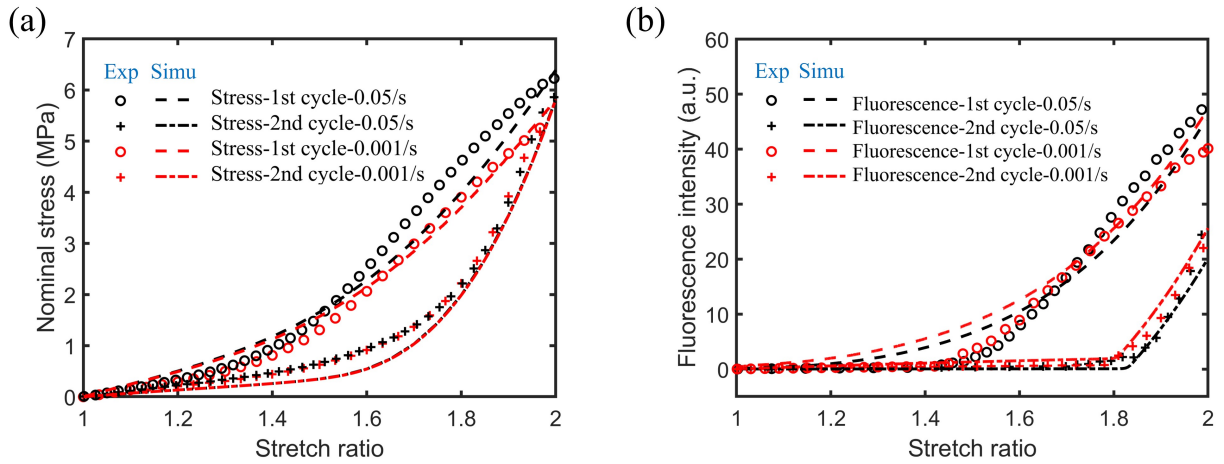 (a)
7
6
5
4
3
2
1
0
Nominal stress (MPa)
Exp Simu
Stress-1st cycle-0.05/s
Stress-2nd cycle-0.05/s
Stress-1st cycle-0.001/s
Stress-2nd cycle-0.001/s
1 1.2 1.4 1.6 1.8 2
Stretch ratio
(b)
60
50
40
30
20
10
0
Fluorescence intensity (a.u.)
Exp Simu
Fluorescence-1st cycle-0.05/s
Fluorescence-2nd cycle-0.05/s
Fluorescence-1st cycle-0.001/s
Fluorescence-2nd cycle-0.001/s
1 1.2 1.4 1.6 1.8 2
Stretch ratio